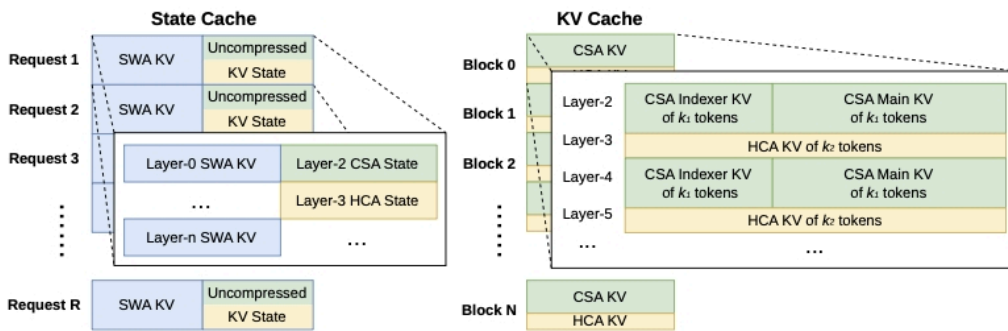 State Cache
Request 1
SWA KV
Uncompressed
KV State
Request 2
SWA KV
Uncompressed
KV State
Request 3
Layer-0 SWA KV
Layer-2 CSA State
...
Layer-3 HCA State
Layer-n SWA KV
...
Request R
SWA KV
Uncompressed
KV State
KV Cache
Block 0
CSA KV
HCA KV
Block 1
Layer-2
CSA Indexer KV
of k₁ tokens
CSA Main KV
of k₁ tokens
Layer-3
HCA KV of k₂ tokens
Block 2
Layer-4
CSA Indexer KV
of k₁ tokens
CSA Main KV
of k₁ tokens
Layer-5
HCA KV of k₂ tokens
...
...
Block N
CSA KV
HCA KV